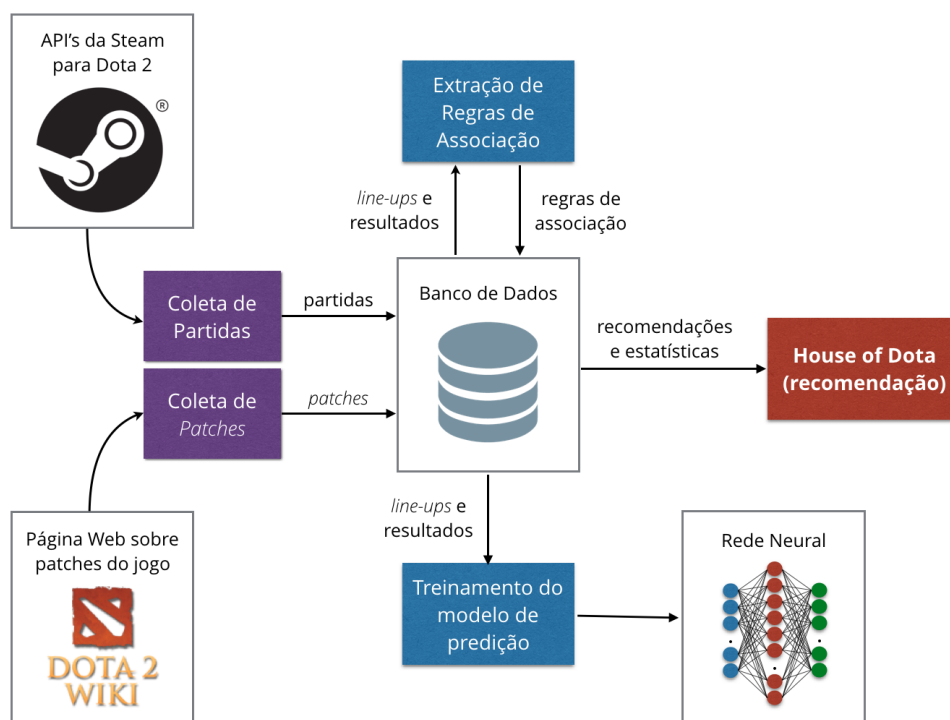 API's da Steam
para Dota 2
®
Extração de
Regras de
Associação
line-ups e
resultados
regras de
associação
Coleta de
Partidas
partidas
Banco de Dados
recomendações
e estatísticas
House of Dota
(recomendação)
Coleta de
Patches
patches
line-ups e
resultados
Página Web sobre
patches do jogo
DOTA 2
WIKI
Treinamento do
modelo de
predição
Rede Neural